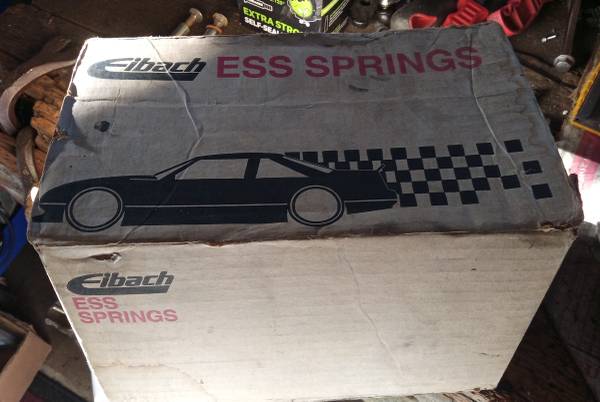 EXTRA STRO
SELF-SEA
Eibach ESS SPRINGS
Eibach
ESS
SPRINGS